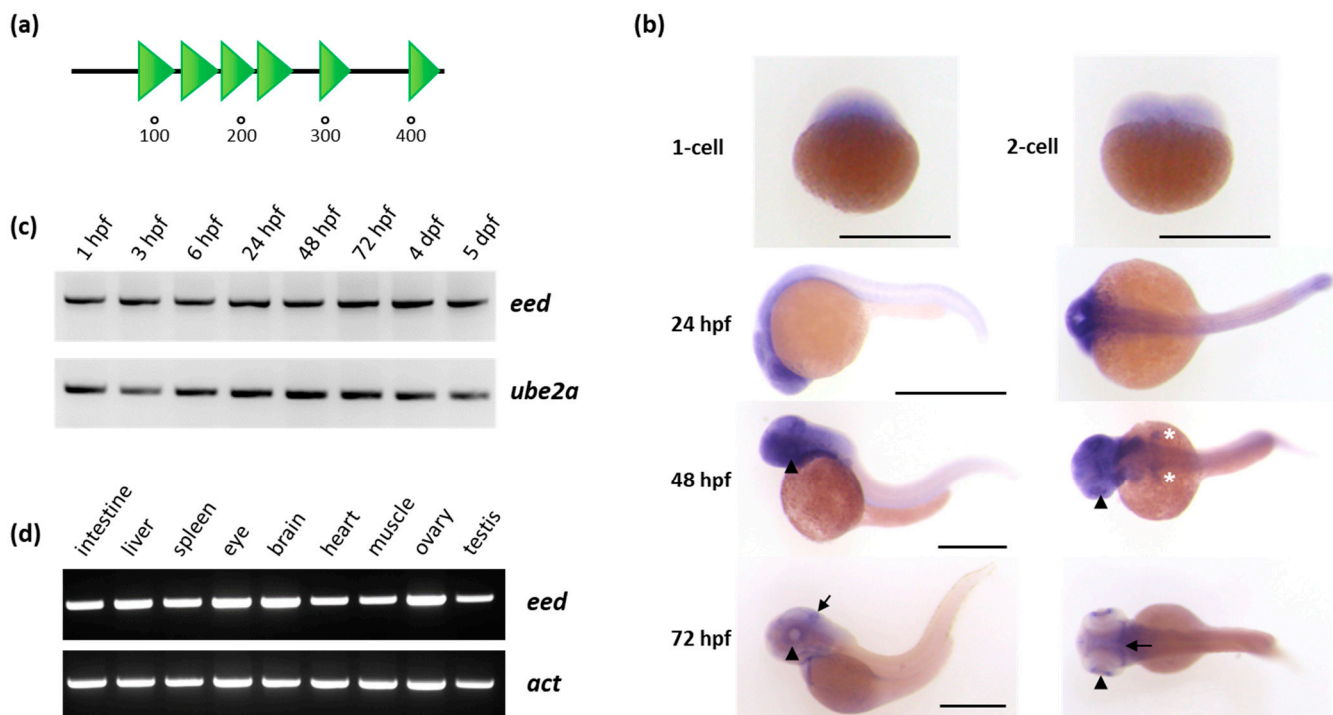 (a)
100 200 300 400
(b)
1-cell 2-cell
24 hpf
48 hpf
* *
72 hpf
(c)
1 hpf 3 hpf 6 hpf 24 hpf 48 hpf 72 hpf 4 dpf 5 dpf
eed
ube2a
(d)
intestine liver spleen eye brain heart muscle ovary testis
eed
act